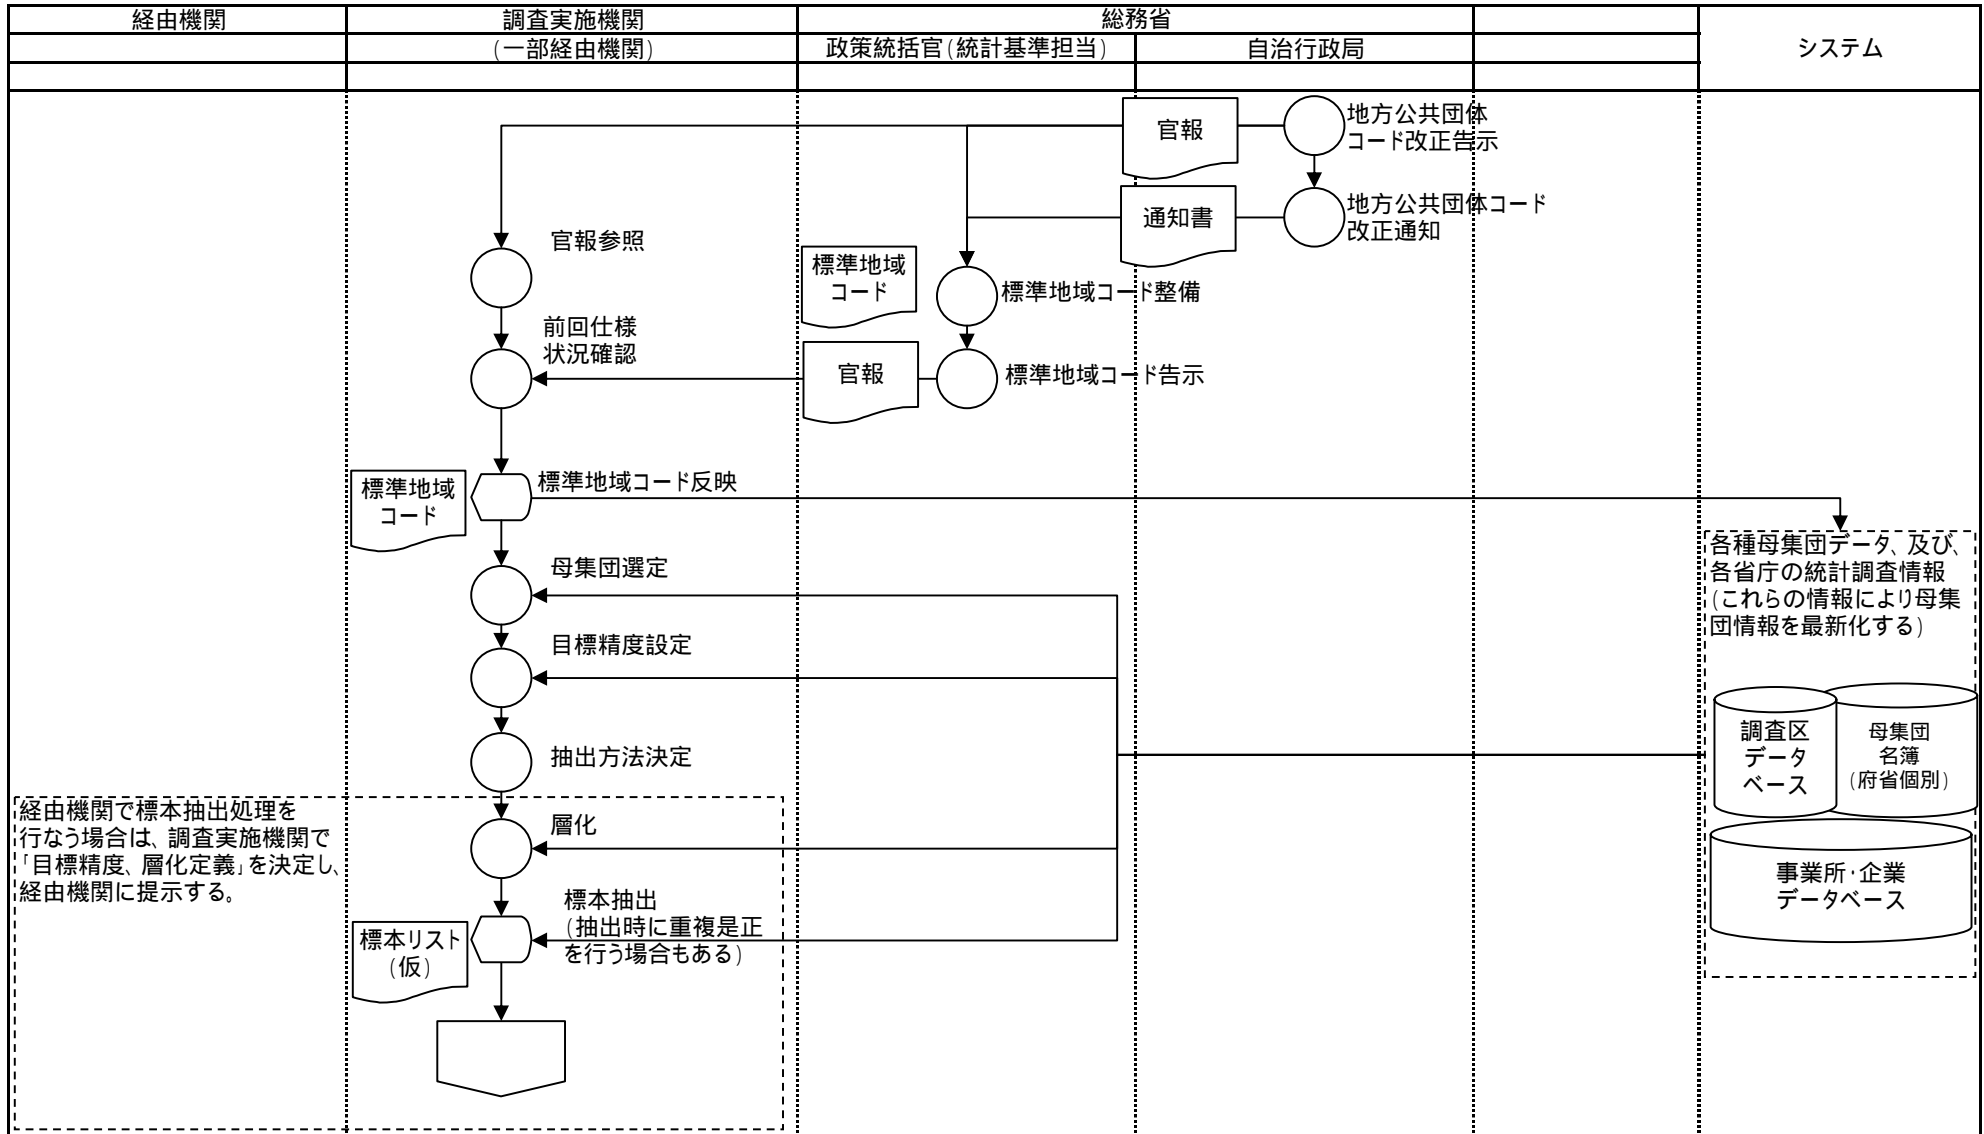 経由機関
調査実施機関
(一部経由機関)
総務省
政策統括官(統計基準担当)
自治行政局
システム
官報
地方公共団体
コード改正告示
通知書
地方公共団体コード
改正通知
官報参照
標準地域
コード
標準地域コード整備
前回仕様
状況確認
官報
標準地域コード告示
標準地域
コード
標準地域コード反映
各種母集団データ、及び、
各省庁の統計調査情報
(これらの情報により母集
団情報を最新化する)
母集団選定
目標精度設定
抽出方法決定
調査区
データ
ベース
母集団
名簿
(府省個別)
経由機関で標本抽出処理を
行なう場合は、調査実施機関で
「目標精度、層化定義」を決定し、
経由機関に提示する。
層化
事業所・企業
データベース
標本抽出
(抽出時に重複是正
を行う場合もある)
標本リスト
(仮)